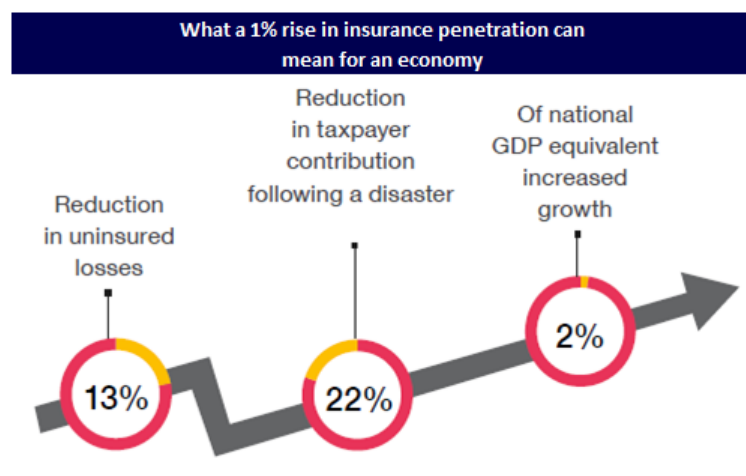 What a 1% rise in insurance penetration can
mean for an economy
Reduction
in uninsured
losses
13%
Reduction
in taxpayer
contribution
following a disaster
22%
Of national
GDP equivalent
increased
growth
2%